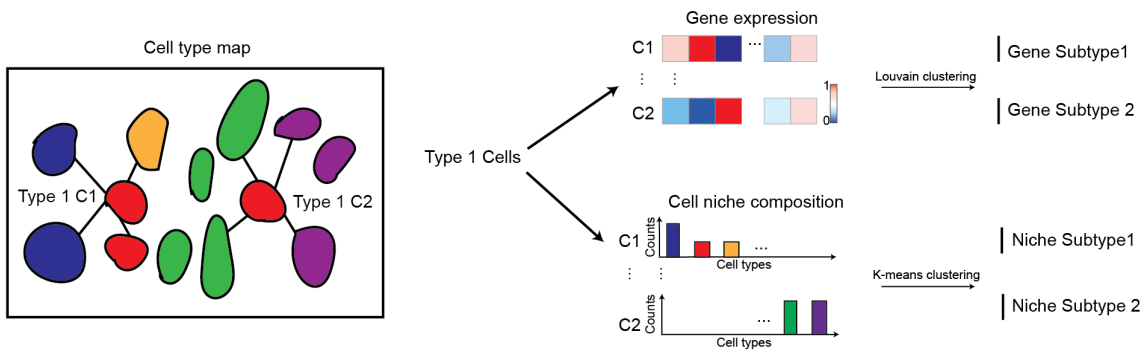 Cell type map
Type 1 C1
Type 1 C2
Type 1 Cells
Gene expression
C1
...
⋮ ⋮
C2
1
0
Louvain clustering
Gene Subtype1
Gene Subtype 2
Cell niche composition
C1
Counts
...
Cell types
⋮ ⋮
C2
Counts
...
Cell types
K-means clustering
Niche Subtype1
Niche Subtype 2